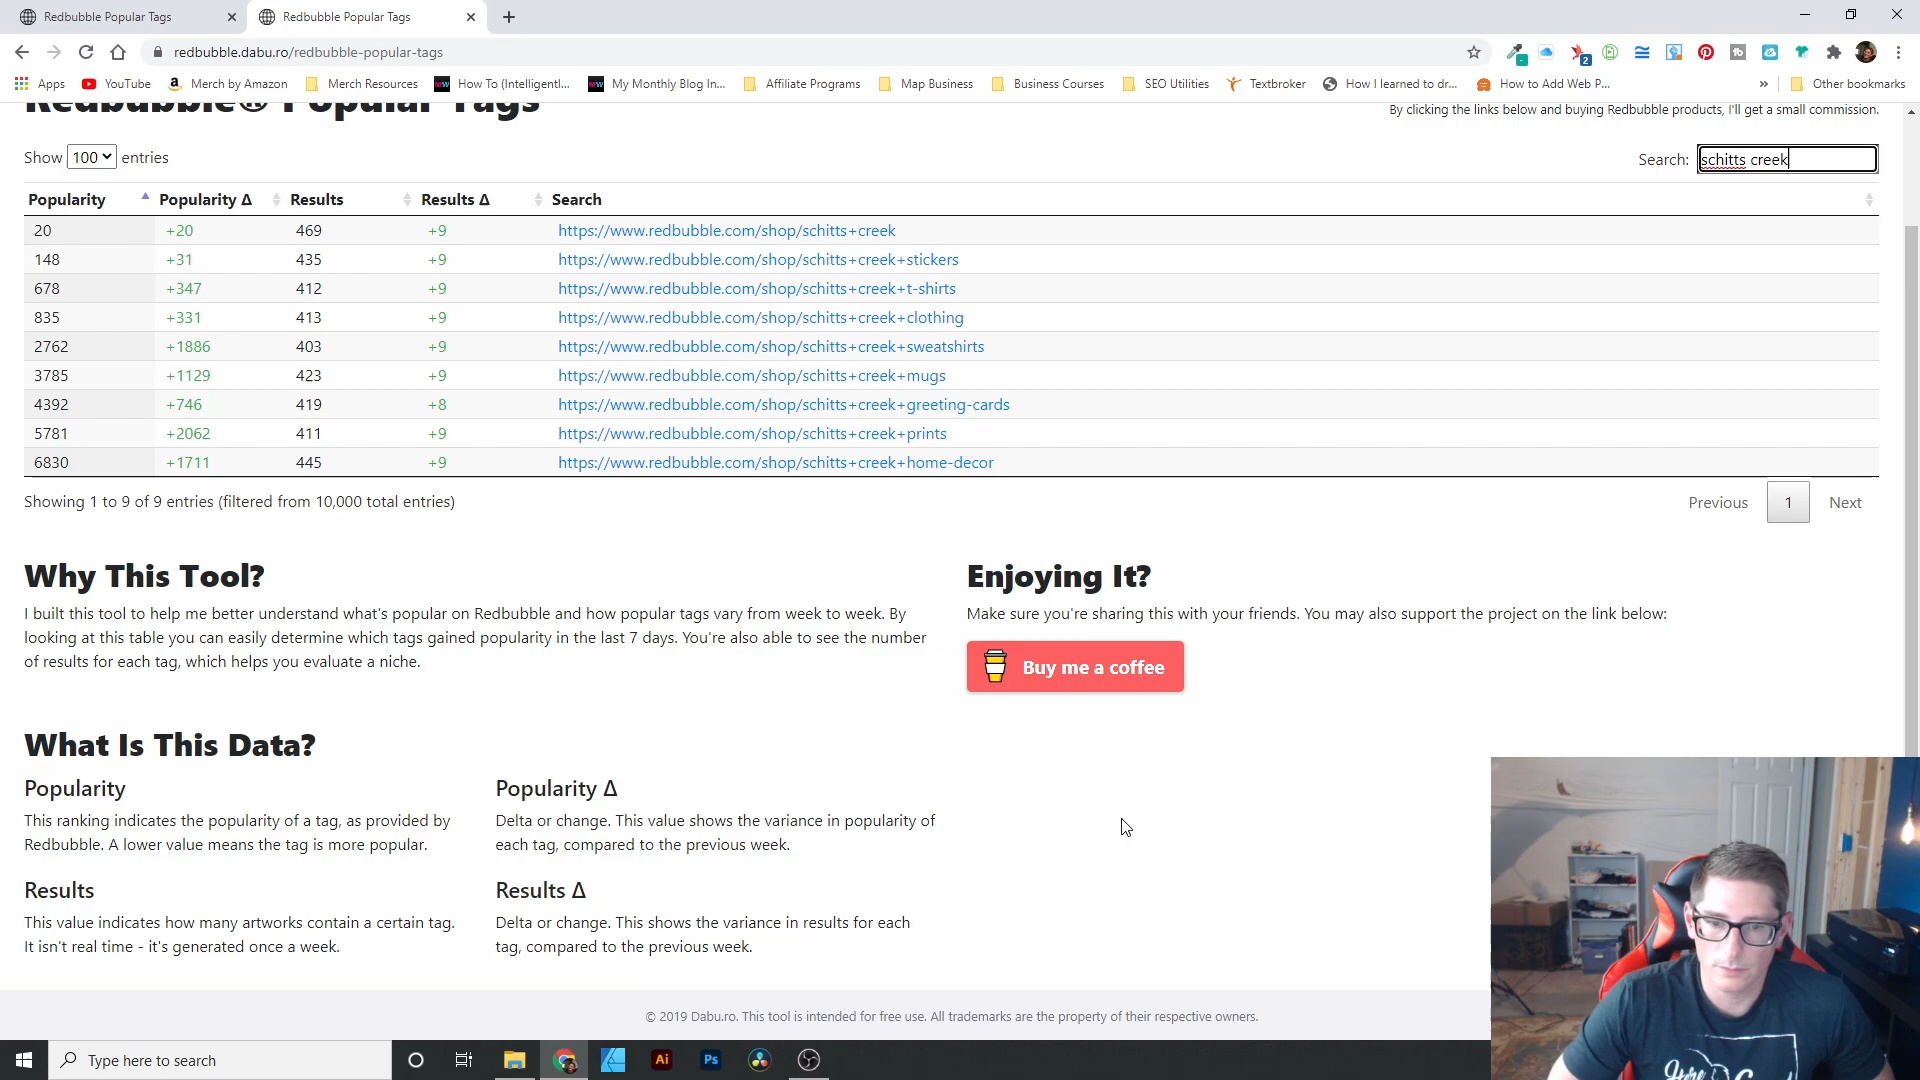 Redbubble Popular Tags
Redbubble Popular Tags
redbubble.dabu.ro/redbubble-popular-tags
2
Apps
YouTube
Merch by Amazon
Merch Resources
How To (Intelligentl...
My Monthly Blog In...
Affiliate Programs
Map Business
Business Courses
SEO Utilities
Textbroker
How I learned to dr...
How to Add Web P...
»
Other bookmarks
Redbubble® Popular Tags
By clicking the links below and buying Redbubble products, I'll get a small commission.
Show 100 entries
Search: schitts creek
Popularity Popularity Δ Results Results Δ Search
20 +20 469 +9 https://www.redbubble.com/shop/schitts+creek
148 +31 435 +9 https://www.redbubble.com/shop/schitts+creek+stickers
678 +347 412 +9 https://www.redbubble.com/shop/schitts+creek+t-shirts
835 +331 413 +9 https://www.redbubble.com/shop/schitts+creek+clothing
2762 +1886 403 +9 https://www.redbubble.com/shop/schitts+creek+sweatshirts
3785 +1129 423 +9 https://www.redbubble.com/shop/schitts+creek+mugs
4392 +746 419 +8 https://www.redbubble.com/shop/schitts+creek+greeting-cards
5781 +2062 411 +9 https://www.redbubble.com/shop/schitts+creek+prints
6830 +1711 445 +9 https://www.redbubble.com/shop/schitts+creek+home-decor
Showing 1 to 9 of 9 entries (filtered from 10,000 total entries)
Previous 1 Next
Why This Tool?
I built this tool to help me better understand what's popular on Redbubble and how popular tags vary from week to week. By
looking at this table you can easily determine which tags gained popularity in the last 7 days. You're also able to see the number
of results for each tag, which helps you evaluate a niche.
Enjoying It?
Make sure you're sharing this with your friends. You may also support the project on the link below:
Buy me a coffee
What Is This Data?
Popularity
This ranking indicates the popularity of a tag, as provided by
Redbubble. A lower value means the tag is more popular.
Popularity Δ
Delta or change. This value shows the variance in popularity of
each tag, compared to the previous week.
Results
This value indicates how many artworks contain a certain tag.
It isn't real time - it's generated once a week.
Results Δ
Delta or change. This shows the variance in results for each
tag, compared to the previous week.
© 2019 Dabu.ro. This tool is intended for free use. All trademarks are the property of their respective owners.
Type here to search
Ai
Ps